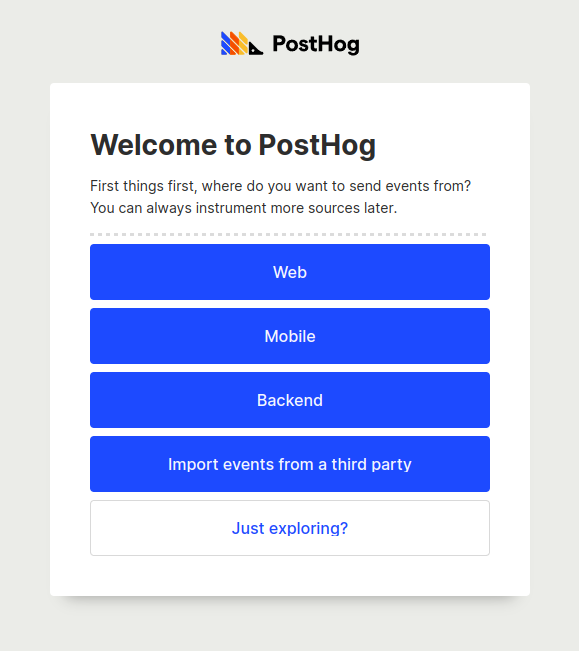 PostHog
Welcome to PostHog
First things first, where do you want to send events from?
You can always instrument more sources later.
Web
Mobile
Backend
Import events from a third party
Just exploring?